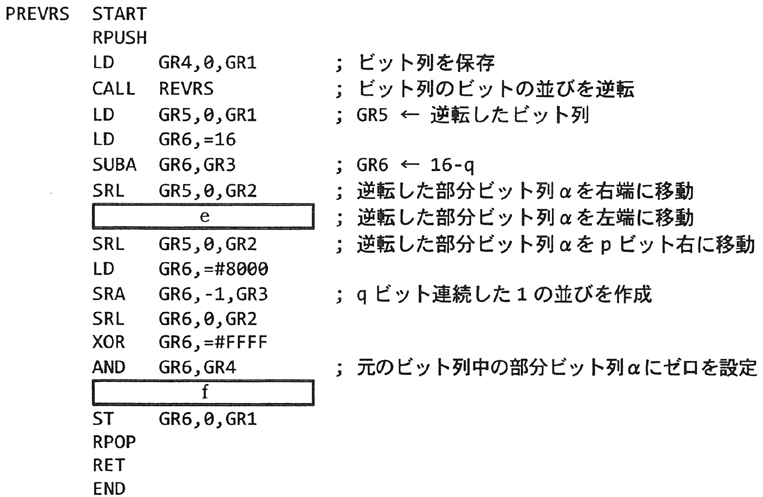 PREVRS START
RPUSH
LD GR4,0,GR1 ; ビット列を保存
CALL REVRS ; ビット列のビットの並びを逆転
LD GR5,0,GR1 ; GR5 ← 逆転したビット列
LD GR6,=16
SUBA GR6,GR3 ; GR6 ← 16-q
SRL GR5,0,GR2 ; 逆転した部分ビット列αを右端に移動
e ; 逆転した部分ビット列αを左端に移動
SRL GR5,0,GR2 ; 逆転した部分ビット列αをpビット右に移動
LD GR6,=#8000
SRA GR6,-1,GR3 ; qビット連続した1の並びを作成
SRL GR6,0,GR2
XOR GR6,=#FFFF
AND GR6,GR4 ; 元のビット列中の部分ビット列αにゼロを設定
f
ST GR6,0,GR1
RPOP
RET
END